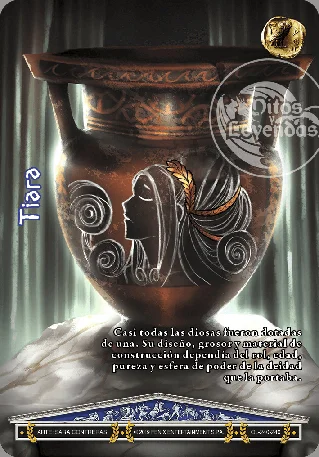 Mitos y
Leyendas
Tiara
Casi todas las diosas fueron dotadas
de una. Su diseño, grosor y material de
construcción dependía del rol, edad,
pureza y esfera de poder de la deidad
que la portaba.